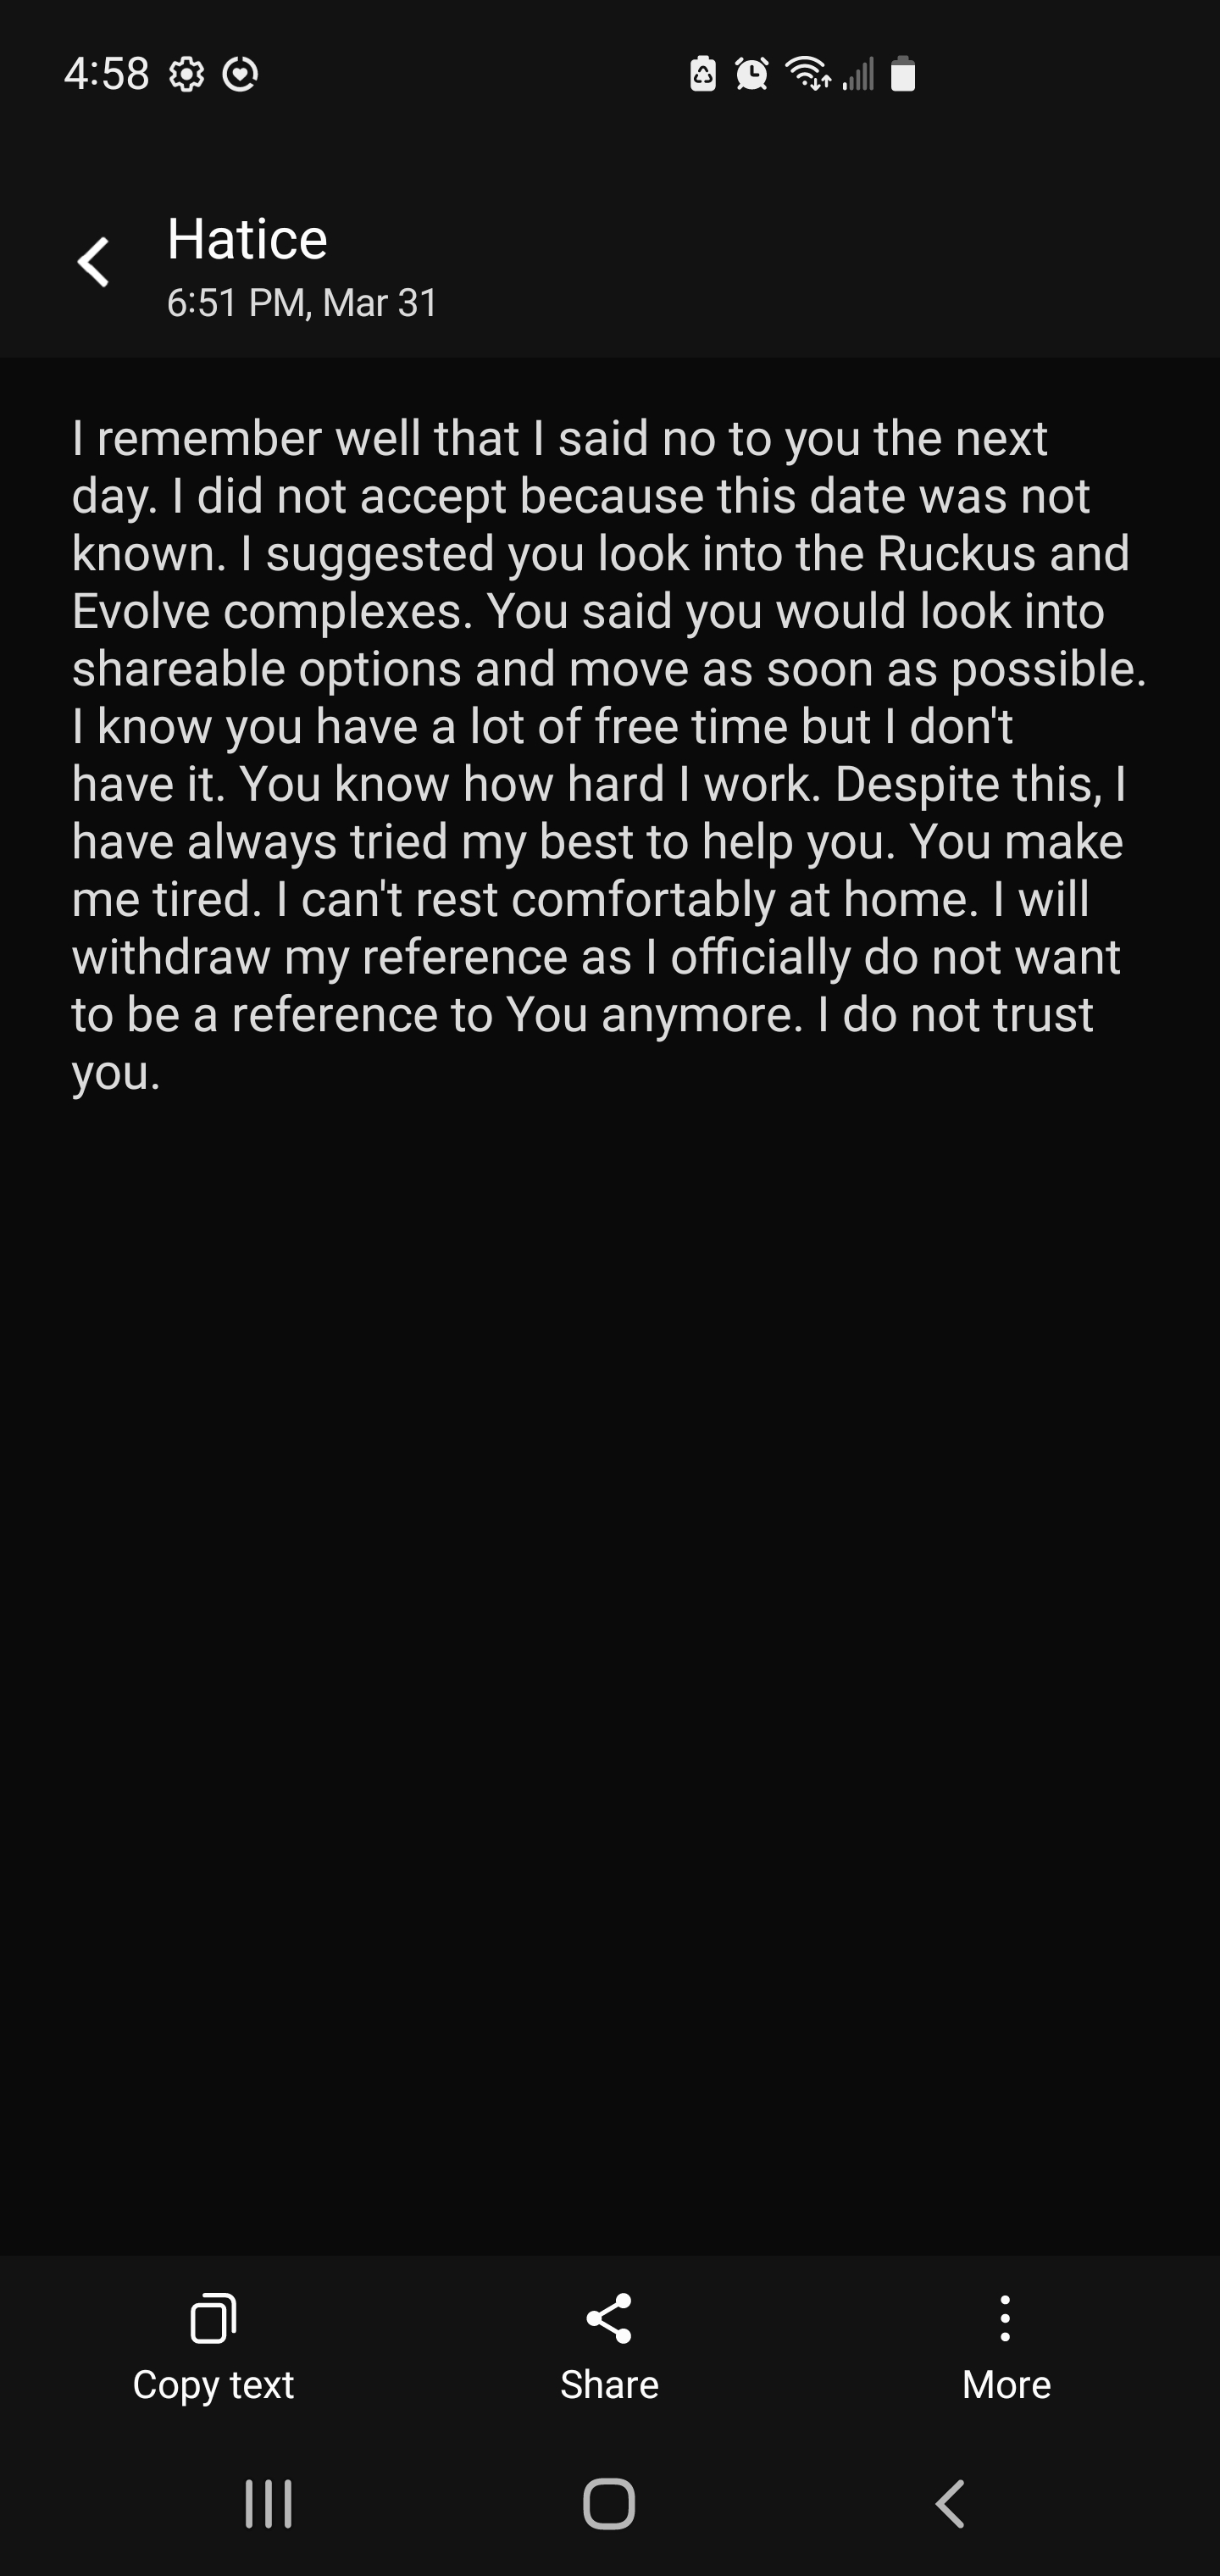 4:58
Hatice
6:51 PM, Mar 31
I remember well that I said no to you the next
day. I did not accept because this date was not
known. I suggested you look into the Ruckus and
Evolve complexes. You said you would look into
shareable options and move as soon as possible.
I know you have a lot of free time but I don't
have it. You know how hard I work. Despite this, I
have always tried my best to help you. You make
me tired. I can't rest comfortably at home. I will
withdraw my reference as I officially do not want
to be a reference to You anymore. I do not trust
you.
Copy text
Share
More